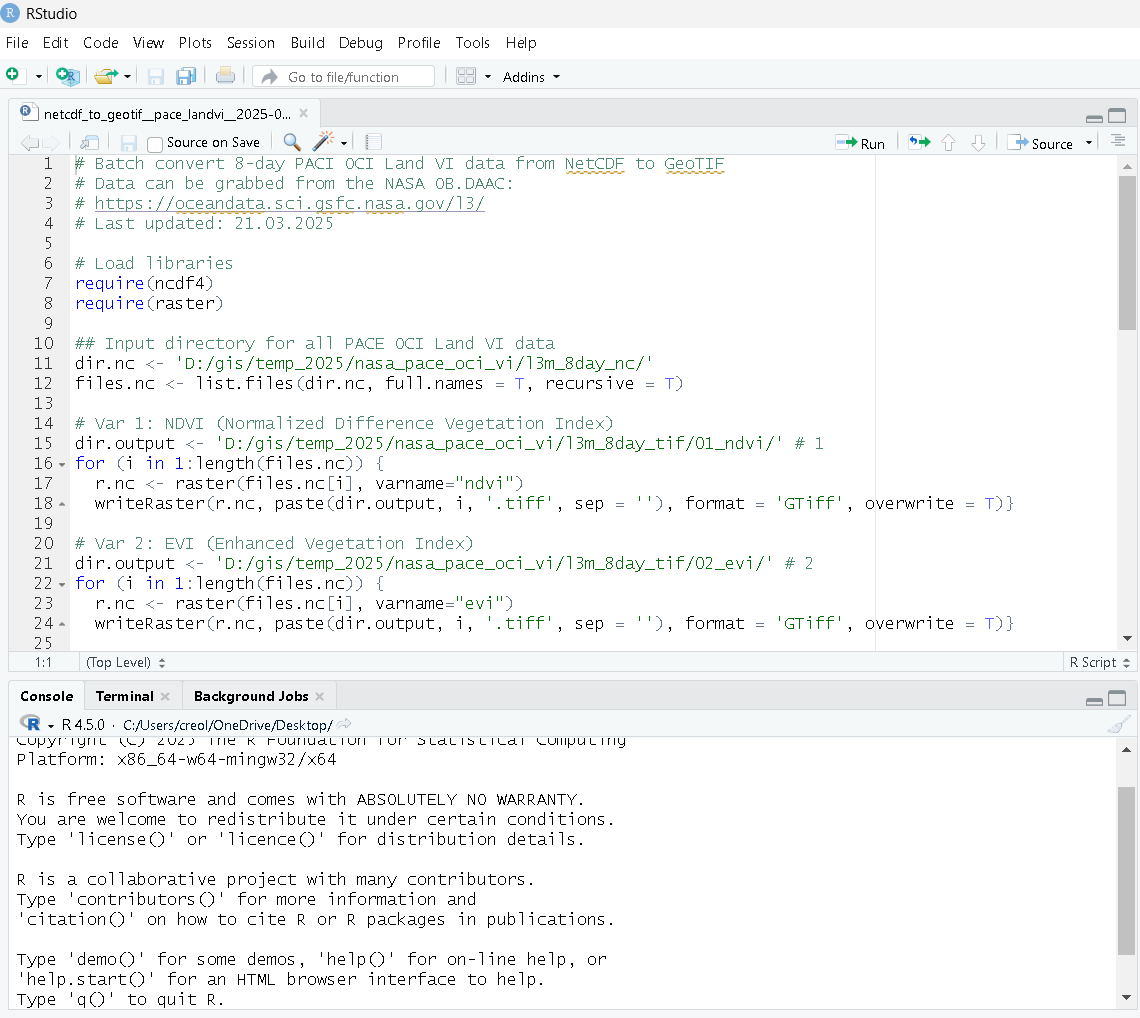 RStudio
File Edit Code View Plots Session Build Debug Profile Tools Help
Go to file/function Addins
netcdf_to_geotif__pace_landvi__2025-0...
Source on Save Run Source
1 # Batch convert 8-day PACI OCI Land VI data from NetCDF to GeoTIF
2 # Data can be grabbed from the NASA OB.DAAC:
3 # https://oceandata.sci.gsfc.nasa.gov/l3/
4 # Last updated: 21.03.2025
5
6 # Load libraries
7 require(ncdf4)
8 require(raster)
9
10 ## Input directory for all PACE OCI Land VI data
11 dir.nc <- 'D:/gis/temp_2025/nasa_pace_oci_vi/l3m_8day_nc/'
12 files.nc <- list.files(dir.nc, full.names = T, recursive = T)
13
14 # Var 1: NDVI (Normalized Difference Vegetation Index)
15 dir.output <- 'D:/gis/temp_2025/nasa_pace_oci_vi/l3m_8day_tif/01_ndvi/' # 1
16 for (i in 1:length(files.nc)) {
17   r.nc <- raster(files.nc[i], varname="ndvi")
18   writeRaster(r.nc, paste(dir.output, i, '.tiff', sep = ''), format = 'GTiff', overwrite = T)}
19
20 # Var 2: EVI (Enhanced Vegetation Index)
21 dir.output <- 'D:/gis/temp_2025/nasa_pace_oci_vi/l3m_8day_tif/02_evi/' # 2
22 for (i in 1:length(files.nc)) {
23   r.nc <- raster(files.nc[i], varname="evi")
24   writeRaster(r.nc, paste(dir.output, i, '.tiff', sep = ''), format = 'GTiff', overwrite = T)}
25
1:1 (Top Level) R Script
Console Terminal Background Jobs
R 4.5.0 · C:/Users/creol/OneDrive/Desktop/
Copyright (C) 2025 The R Foundation for Statistical Computing
Platform: x86_64-w64-mingw32/x64

R is free software and comes with ABSOLUTELY NO WARRANTY.
You are welcome to redistribute it under certain conditions.
Type 'license()' or 'licence()' for distribution details.

R is a collaborative project with many contributors.
Type 'contributors()' for more information and
'citation()' on how to cite R or R packages in publications.

Type 'demo()' for some demos, 'help()' for on-line help, or
'help.start()' for an HTML browser interface to help.
Type 'q()' to quit R.